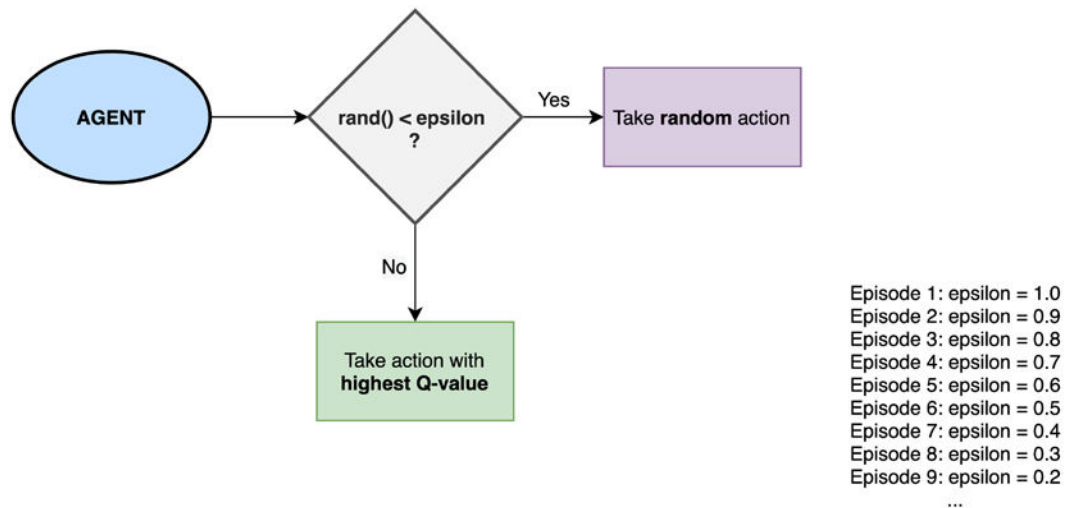 AGENT
rand() < epsilon
?
Yes
Take random action
No
Take action with
highest Q-value
Episode 1: epsilon = 1.0
Episode 2: epsilon = 0.9
Episode 3: epsilon = 0.8
Episode 4: epsilon = 0.7
Episode 5: epsilon = 0.6
Episode 6: epsilon = 0.5
Episode 7: epsilon = 0.4
Episode 8: epsilon = 0.3
Episode 9: epsilon = 0.2
...